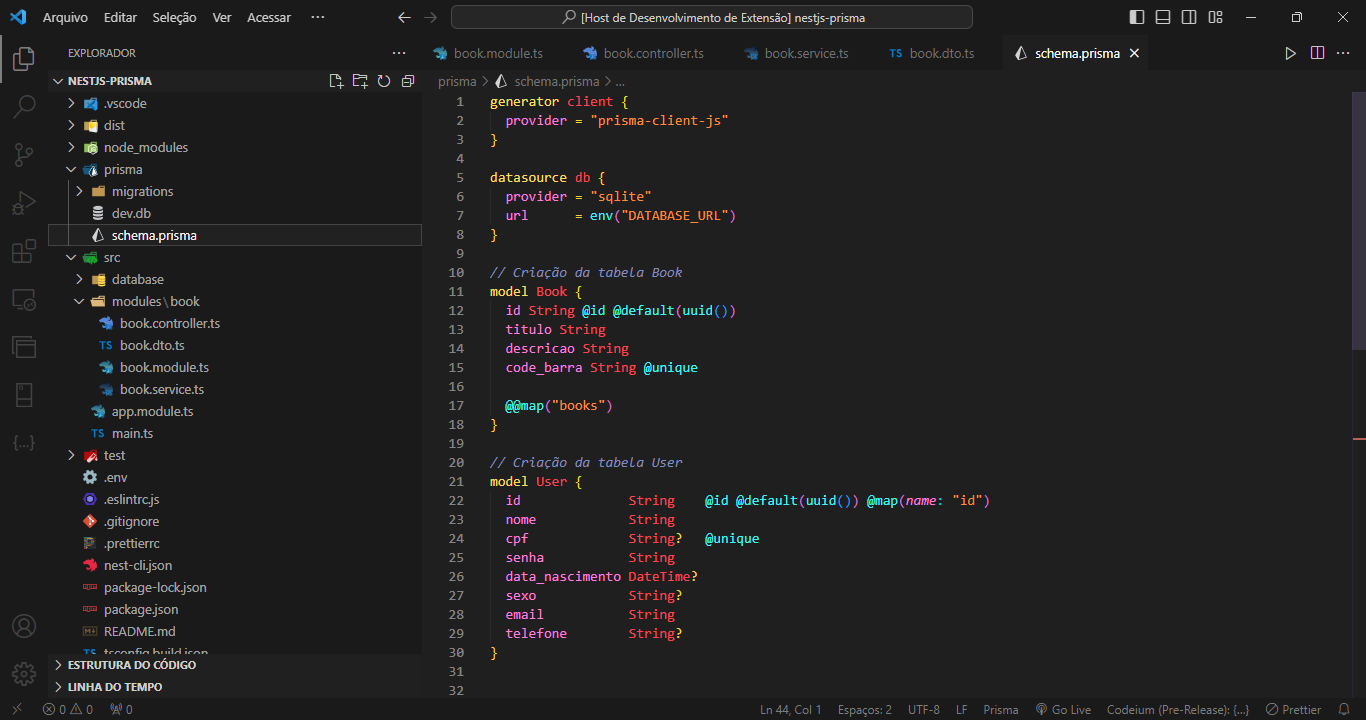 Arquivo Editar Seleção Ver Acessar ···
[Host de Desenvolvimento de Extensão] nestjs-prisma
EXPLORADOR ···
NESTJS-PRISMA
.vscode
dist
node_modules
prisma
migrations
dev.db
schema.prisma
src
database
modules \ book
book.controller.ts
TS book.dto.ts
book.module.ts
book.service.ts
app.module.ts
TS main.ts
test
.env
.eslintrc.js
.gitignore
.prettierrc
nest-cli.json
package-lock.json
package.json
README.md
TS tsconfig.build.json
ESTRUTURA DO CÓDIGO
LINHA DO TEMPO
book.module.ts book.controller.ts book.service.ts TS book.dto.ts schema.prisma
prisma > schema.prisma > ...
1 generator client {
2 provider = "prisma-client-js"
3 }
4
5 datasource db {
6 provider = "sqlite"
7 url      = env("DATABASE_URL")
8 }
9
10 // Criação da tabela Book
11 model Book {
12 id String @id @default(uuid())
13 titulo String
14 descricao String
15 code_barra String @unique
16
17 @@map("books")
18 }
19
20 // Criação da tabela User
21 model User {
22 id              String    @id @default(uuid()) @map(name: "id")
23 nome            String
24 cpf             String?   @unique
25 senha           String
26 data_nascimento DateTime?
27 sexo            String?
28 email           String
29 telefone        String?
30 }
31
32
0 0 0 Ln 44, Col 1 Espaços: 2 UTF-8 LF Prisma Go Live Codeium (Pre-Release): {...} Prettier